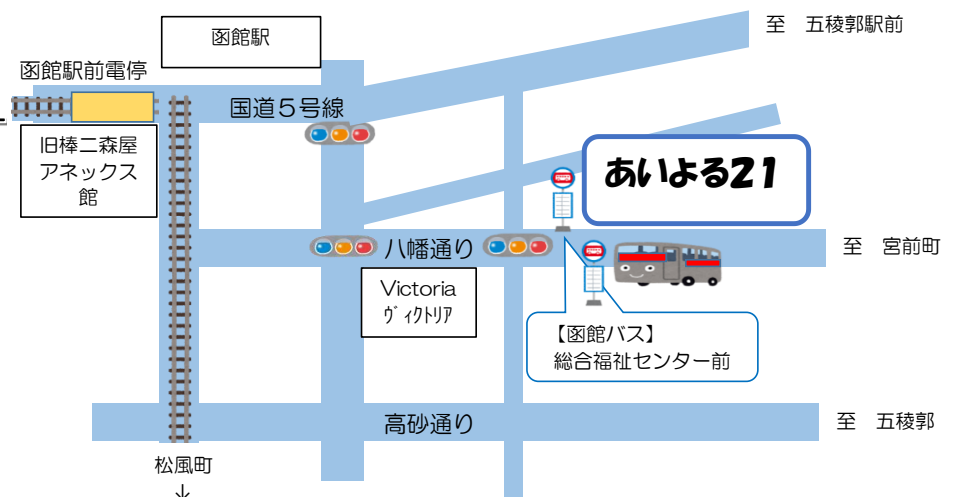 函館駅
至　五稜郭駅前
函館駅前電停
国道５号線
旧棒二森屋
アネックス
館
あいよる21
八幡通り
至　宮前町
Victoria
ヴィクトリア
【函館バス】
総合福祉センター前
高砂通り
至　五稜郭
松風町
↓